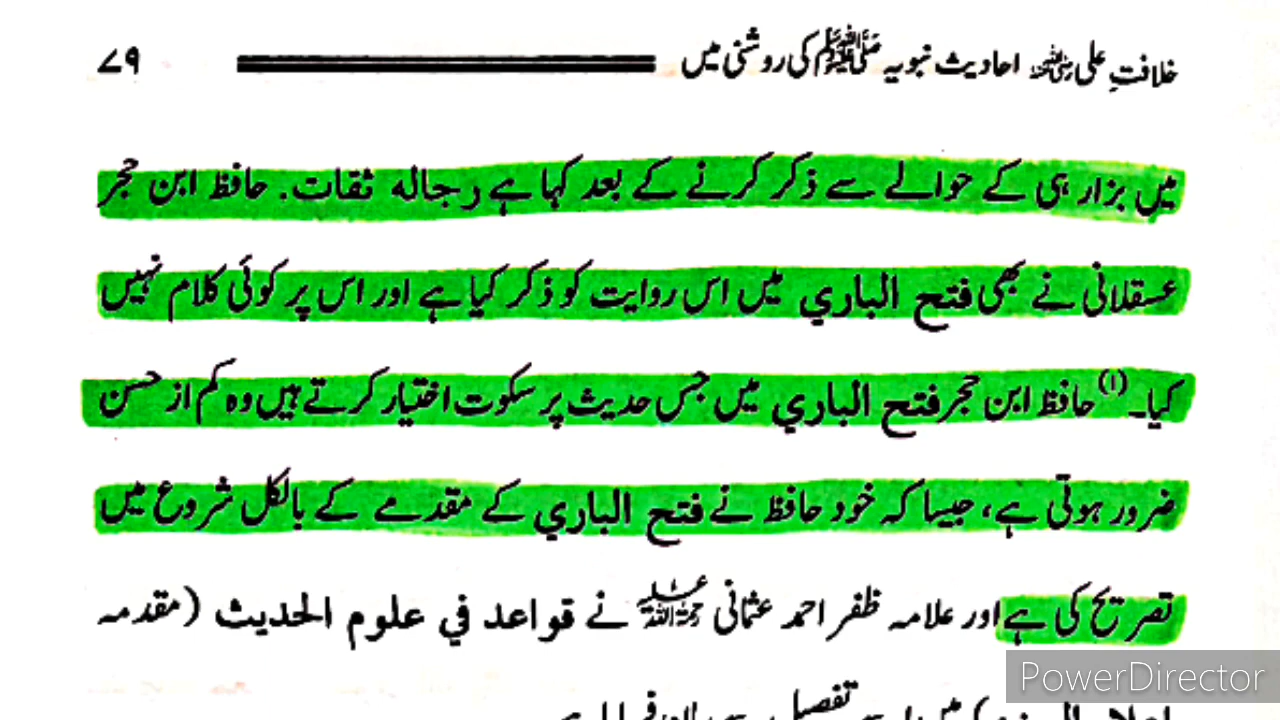 خلافتِ علی رضی اللہ عنہ احادیث نبویہ ﷺ کی روشنی میں ۷۹
میں بزار ہی کے حوالے سے ذکر کرنے کے بعد کہا ہے رجاله ثقات. حافظ ابن حجر
عسقلانی نے بھی فتح الباري میں اس روایت کو ذکر کیا ہے اور اس پر کوئی کلام نہیں
کیا۔(۱) حافظ ابن حجر فتح الباري میں جس حدیث پر سکوت اختیار کرتے ہیں وہ کم از حسن
ضرور ہوتی ہے، جیسا کہ خود حافظ نے فتح الباري کے مقدمے کے بالکل شروع میں
تصریح کی ہے اور علامہ ظفر احمد عثمانی رحمۃ اللہ علیہ نے قواعد في علوم الحديث (مقدمہ
PowerDirector